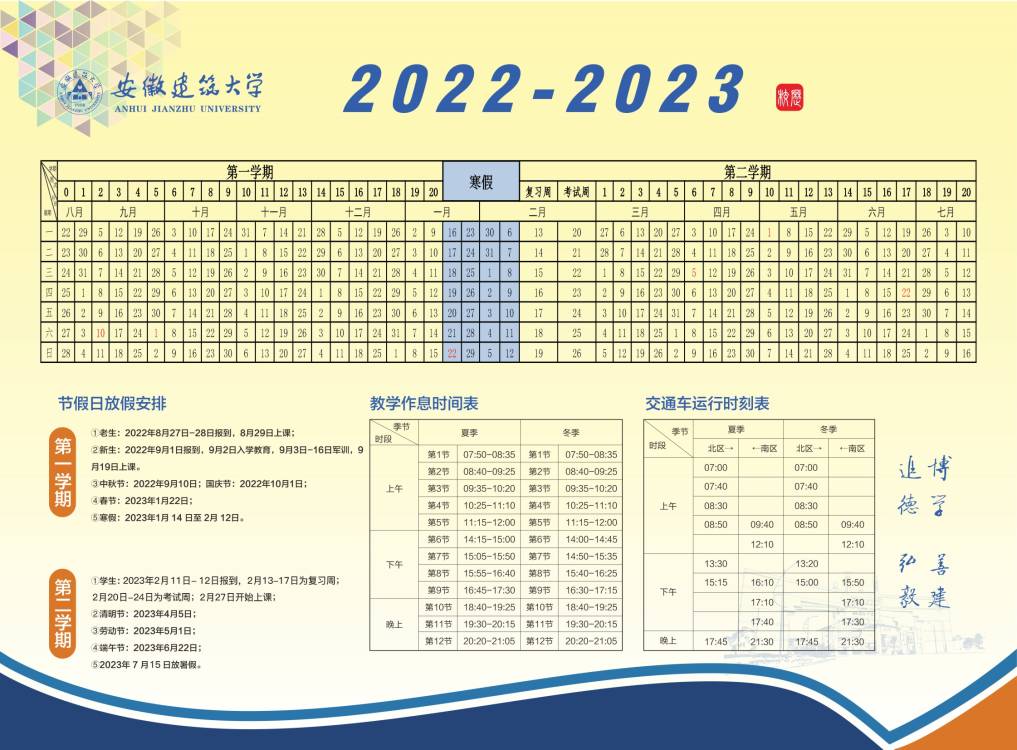 安徽建筑大学
ANHUI JIANZHU UNIVERSITY
2022-2023
校历
第一学期 寒假 第二学期
0 1 2 3 4 5 6 7 8 9 10 11 12 13 14 15 16 17 18 19 20 复习周 考试周 1 2 3 4 5 6 7 8 9 10 11 12 13 14 15 16 17 18 19 20
八月 九月 十月 十一月 十二月 一月 二月 三月 四月 五月 六月 七月
一 22 29 5 12 19 26 3 10 17 24 31 7 14 21 28 5 12 19 26 2 9 16 23 30 6 13 20 27 6 13 20 27 3 10 17 24 1 8 15 22 29 5 12 19 26 3 10
二 23 30 6 13 20 27 4 11 18 25 1 8 15 22 29 6 13 20 27 3 10 17 24 31 7 14 21 28 7 14 21 28 4 11 18 25 2 9 16 23 30 6 13 20 27 4 11
三 24 31 7 14 21 28 5 12 19 26 2 9 16 23 30 7 14 21 28 4 11 18 25 1 8 15 22 1 8 15 22 29 5 12 19 26 3 10 17 24 31 7 14 21 28 5 12
四 25 1 8 15 22 29 6 13 20 27 3 10 17 24 1 8 15 22 29 5 12 19 26 2 9 16 23 2 9 16 23 30 6 13 20 27 4 11 18 25 1 8 15 22 29 6 13
五 26 2 9 16 23 30 7 14 21 28 4 11 18 25 2 9 16 23 30 6 13 20 27 3 10 17 24 3 10 17 24 31 7 14 21 28 5 12 19 26 2 9 16 23 30 7 14
六 27 3 10 17 24 1 8 15 22 29 5 12 19 26 3 10 17 24 31 7 14 21 28 4 11 18 25 4 11 18 25 1 8 15 22 29 6 13 20 27 3 10 17 24 1 8 15
日 28 4 11 18 25 2 9 16 23 30 6 13 20 27 4 11 18 25 1 8 15 22 29 5 12 19 26 5 12 19 26 2 9 16 23 30 7 14 21 28 4 11 18 25 2 9 16
节假日放假安排
第一学期
①老生：2022年8月27日-28日报到，8月29日上课；
②新生：2022年9月1日报到，9月2日入学教育，9月3日-16日军训，9
月19日上课。
③中秋节：2022年9月10日；国庆节：2022年10月1日；
④春节：2023年1月22日；
⑤寒假：2023年1月 14 日至 2月 12日。
第二学期
①学生：2023年2月11日- 12日报到，2月13-17日为复习周；
2月20日-24日为考试周；2月27日开始上课；
②清明节：2023年4月5日；
③劳动节：2023年5月1日；
④端午节：2023年6月22日；
⑤2023年 7 月 15 日放暑假。
教学作息时间表
季节 时段 夏季 冬季
上午
第1节 07:50-08:35 第1节 07:50-08:35
第2节 08:40-09:25 第2节 08:40-09:25
第3节 09:35-10:20 第3节 09:35-10:20
第4节 10:25-11:10 第4节 10:25-11:10
第5节 11:15-12:00 第5节 11:15-12:00
下午
第6节 14:15-15:00 第6节 14:00-14:45
第7节 15:05-15:50 第7节 14:50-15:35
第8节 15:55-16:40 第8节 15:40-16:25
第9节 16:45-17:30 第9节 16:30-17:15
晚上
第10节 18:40-19:25 第10节 18:40-19:25
第11节 19:30-20:15 第11节 19:30-20:15
第12节 20:20-21:05 第12节 20:20-21:05
交通车运行时刻表
季节 时段 夏季 冬季
北区→ ←南区 北区→ ←南区
上午
07:00 07:00
07:40 07:40
08:30 08:30
08:50 09:40 08:50 09:40
12:10 12:10
下午
13:30 13:20
15:15 16:10 15:00 15:50
17:10 17:10
17:40 17:30
晚上 17:45 21:30 17:45 21:30
博学 善建
进德 弘毅